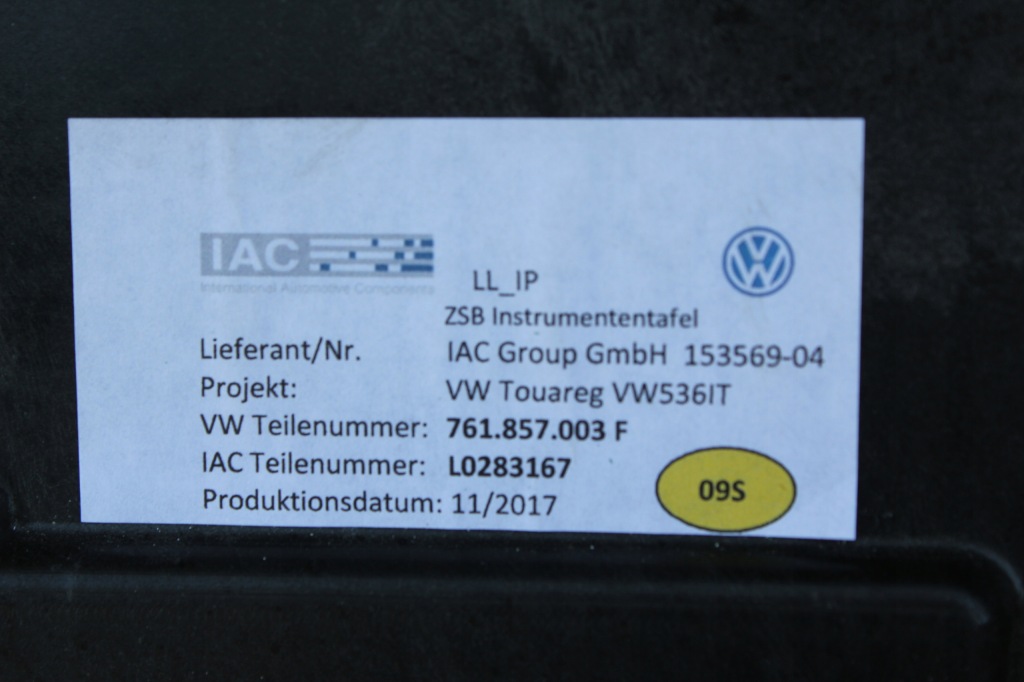 IAC
International Automotive Components
VW
LL_IP
ZSB Instrumententafel
Lieferant/Nr. IAC Group GmbH 153569-04
Projekt: VW Touareg VW536IT
VW Teilenummer: 761.857.003 F
IAC Teilenummer: L0283167
Produktionsdatum: 11/2017
09S